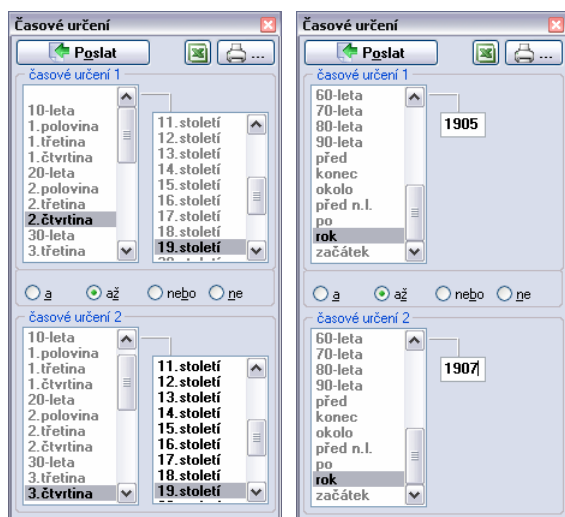 Časové určení
Poslat
...
časové určení 1
10-leta
1.polovina
1.třetina
1.čtvrtina
20-leta
2.polovina
2.třetina
2.čtvrtina
30-leta
3.třetina
11.století
12.století
13.století
14.století
15.století
16.století
17.století
18.století
19.století
a
až
nebo
ne
časové určení 2
10-leta
1.polovina
1.třetina
1.čtvrtina
20-leta
2.polovina
2.třetina
2.čtvrtina
30-leta
3.třetina
3.čtvrtina
11.století
12.století
13.století
14.století
15.století
16.století
17.století
18.století
19.století
Časové určení
Poslat
...
časové určení 1
60-leta
70-leta
80-leta
90-leta
před
konec
okolo
před n.l.
po
rok
začátek
1905
a
až
nebo
ne
časové určení 2
60-leta
70-leta
80-leta
90-leta
před
konec
okolo
před n.l.
po
rok
začátek
1907